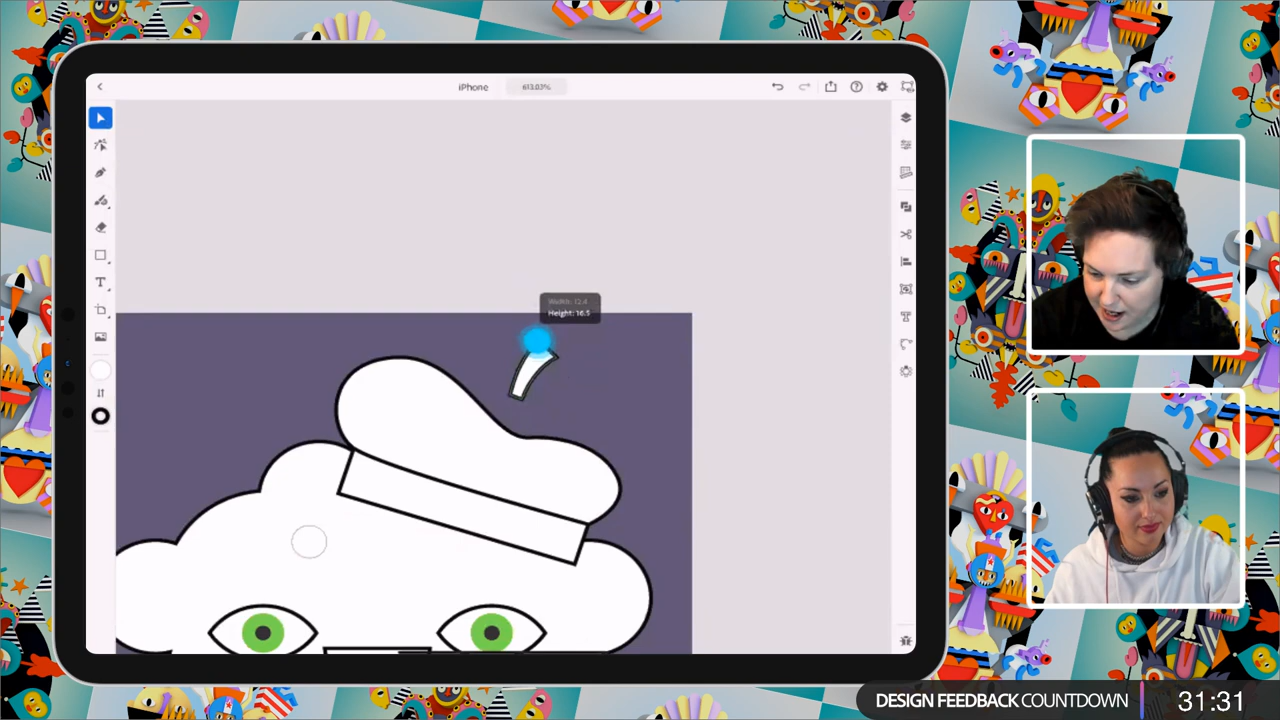 iPhone
613.03%
Width: 12.4
Height: 16.5
DESIGN FEEDBACK COUNTDOWN
31:31